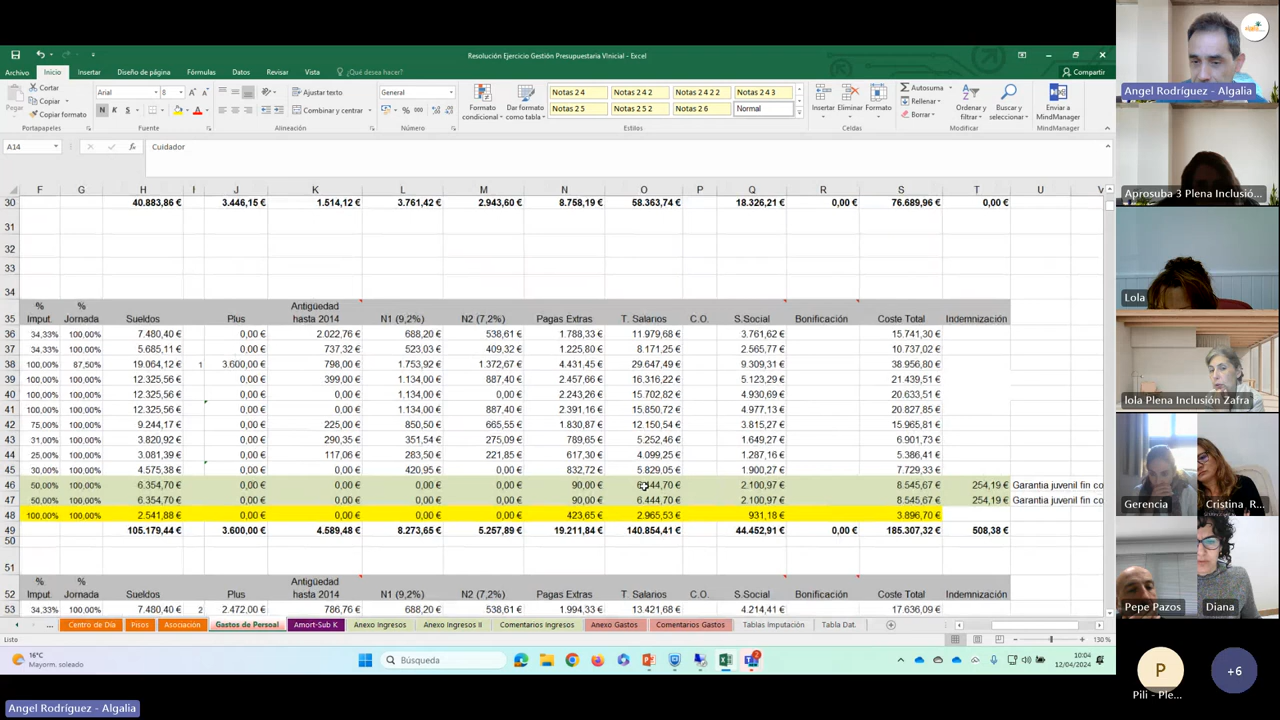 Resolución Ejercicio Gestión Presupuestaria VInicial - Excel
Archivo Inicio Insertar Diseño de página Fórmulas Datos Revisar Vista ¿Qué desea hacer? Compartir
Pegar Cortar Copiar Copiar formato Portapapeles
Arial 8 N K S Fuente
Ajustar texto Combinar y centrar Alineación
General % 000 Número
Formato condicional Dar formato como tabla
Notas 2 4 Notas 2 4 2 Notas 2 4 2 2 Notas 2 4 3
Notas 2 5 Notas 2 5 2 Notas 2 6 Normal
Estilos
Insertar Eliminar Formato Celdas
Autosuma Rellenar Borrar Ordenar y filtrar Buscar y seleccionar Modificar
Enviar a MindManager MindManager
A14 fx Cuidador
F G H I J K L M N O P Q R S T U V
30 40.883,86 € 3.446,15 € 1.514,12 € 3.761,42 € 2.943,60 € 8.758,19 € 58.363,74 € 18.326,21 € 0,00 € 76.689,96 € 0,00 €
31
32
33
34
35 % Imput. % Jornada Sueldos Plus Antigüedad hasta 2014 N1 (9,2%) N2 (7,2%) Pagas Extras T. Salarios C.O. S.Social Bonificación Coste Total Indemnización
36 34,33% 100,00% 7.480,40 € 0,00 € 2.022,76 € 688,20 € 538,61 € 1.788,33 € 11.979,68 € 3.761,62 € 15.741,30 €
37 34,33% 100,00% 5.685,11 € 0,00 € 737,32 € 523,03 € 409,32 € 1.225,80 € 8.171,25 € 2.565,77 € 10.737,02 €
38 100,00% 87,50% 19.064,12 € 1 3.600,00 € 798,00 € 1.753,92 € 1.372,67 € 4.431,45 € 29.647,49 € 9.309,31 € 38.956,80 €
39 100,00% 100,00% 12.325,56 € 0,00 € 399,00 € 1.134,00 € 887,40 € 2.457,66 € 16.316,22 € 5.123,29 € 21.439,51 €
40 100,00% 100,00% 12.325,56 € 0,00 € 0,00 € 1.134,00 € 0,00 € 2.243,26 € 15.702,82 € 4.930,69 € 20.633,51 €
41 100,00% 100,00% 12.325,56 € 0,00 € 0,00 € 1.134,00 € 887,40 € 2.391,16 € 15.850,72 € 4.977,13 € 20.827,85 €
42 75,00% 100,00% 9.244,17 € 0,00 € 225,00 € 850,50 € 665,55 € 1.830,87 € 12.150,54 € 3.815,27 € 15.965,81 €
43 31,00% 100,00% 3.820,92 € 0,00 € 290,35 € 351,54 € 275,09 € 789,65 € 5.252,46 € 1.649,27 € 6.901,73 €
44 25,00% 100,00% 3.081,39 € 0,00 € 117,06 € 283,50 € 221,85 € 617,30 € 4.099,25 € 1.287,16 € 5.386,41 €
45 30,00% 100,00% 4.575,38 € 0,00 € 0,00 € 420,95 € 0,00 € 832,72 € 5.829,05 € 1.900,27 € 7.729,33 €
46 50,00% 100,00% 6.354,70 € 0,00 € 0,00 € 0,00 € 0,00 € 90,00 € 2.100,97 € 8.545,67 € 254,19 € Garantia juvenil fin co
47 50,00% 100,00% 6.354,70 € 0,00 € 0,00 € 0,00 € 0,00 € 90,00 € 6.444,70 € 2.100,97 € 8.545,67 € 254,19 € Garantia juvenil fin co
48 100,00% 100,00% 2.541,88 € 0,00 € 0,00 € 0,00 € 0,00 € 423,65 € 2.965,53 € 931,18 € 3.896,70 €
49 105.179,44 € 3.600,00 € 4.589,48 € 8.273,65 € 5.257,89 € 19.211,84 € 140.854,41 € 44.452,91 € 0,00 € 185.307,32 € 508,38 €
50
51
52 % Imput. % Jornada Sueldos Plus Antigüedad hasta 2014 N1 (9,2%) N2 (7,2%) Pagas Extras T. Salarios C.O. S.Social Bonificación Coste Total Indemnización
53 34,33% 100,00% 7.480,40 € 2 2.472,00 € 786,76 € 688,20 € 538,61 € 1.994,33 € 13.421,68 € 4.214,41 € 17.636,09 €
... Centro de Día Pisos Asociación Gastos de Persoal Amort-Sub K Anexo Ingresos Anexo Ingresos II Comentarios Ingresos Anexo Gastos Comentarios Gastos Tablas Imputación Tabla Dat.
Listo 130 %
16°C
Mayorm. soleado
Búsqueda
10:04
12/04/2024
Angel Rodríguez - Algalia
Angel Rodríguez - Algalia
Aprosuba 3 Plena Inclusió...
Lola
lola Plena Inclusión Zafra
Gerencia
Cristina R...
Pepe Pazos
Diana
P
Pili - Ple...
+6